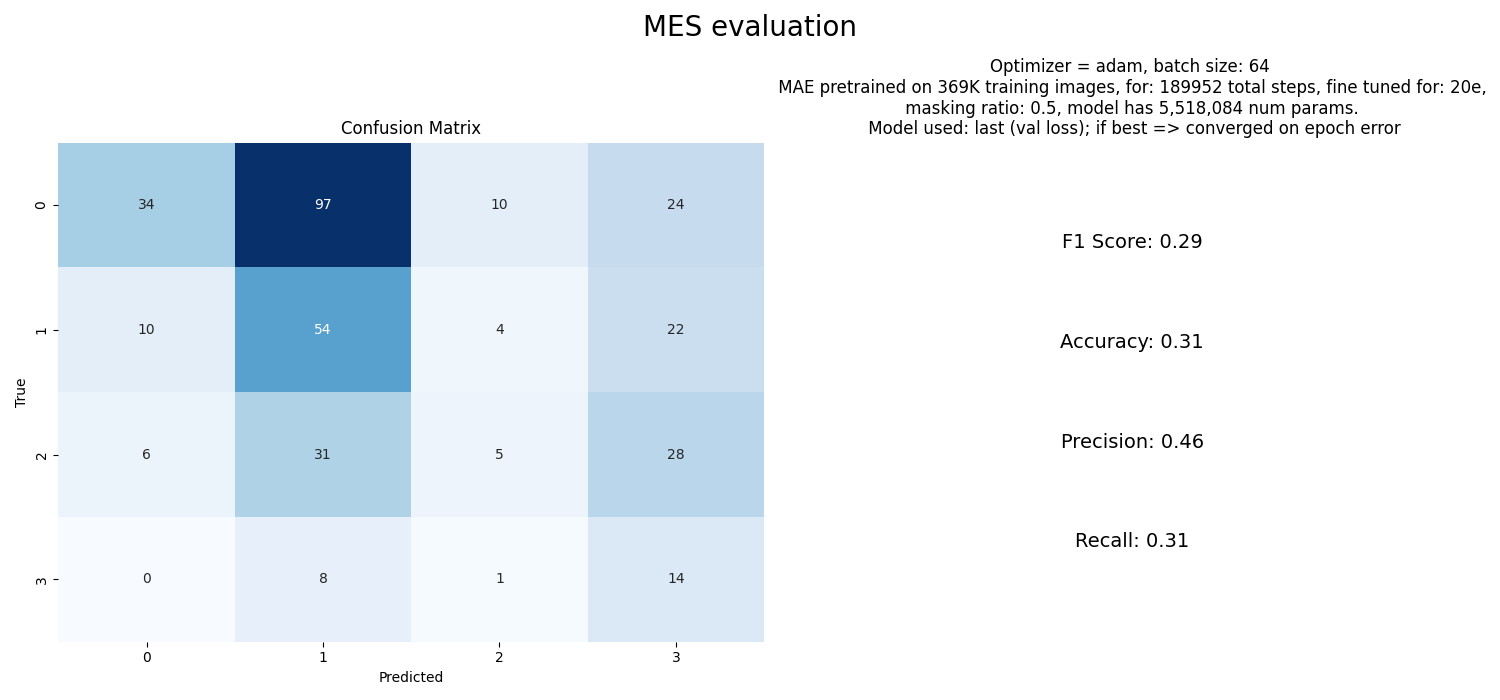 MES evaluation
Optimizer = adam, batch size: 64
MAE pretrained on 369K training images, for: 189952 total steps, fine tuned for: 20e,
masking ratio: 0.5, model has 5,518,084 num params.
Model used: last (val loss); if best => converged on epoch error
Confusion Matrix
0 34 97 10 24
1 10 54 4 22
2 6 31 5 28
3 0 8 1 14
0 1 2 3
True
Predicted
F1 Score: 0.29
Accuracy: 0.31
Precision: 0.46
Recall: 0.31